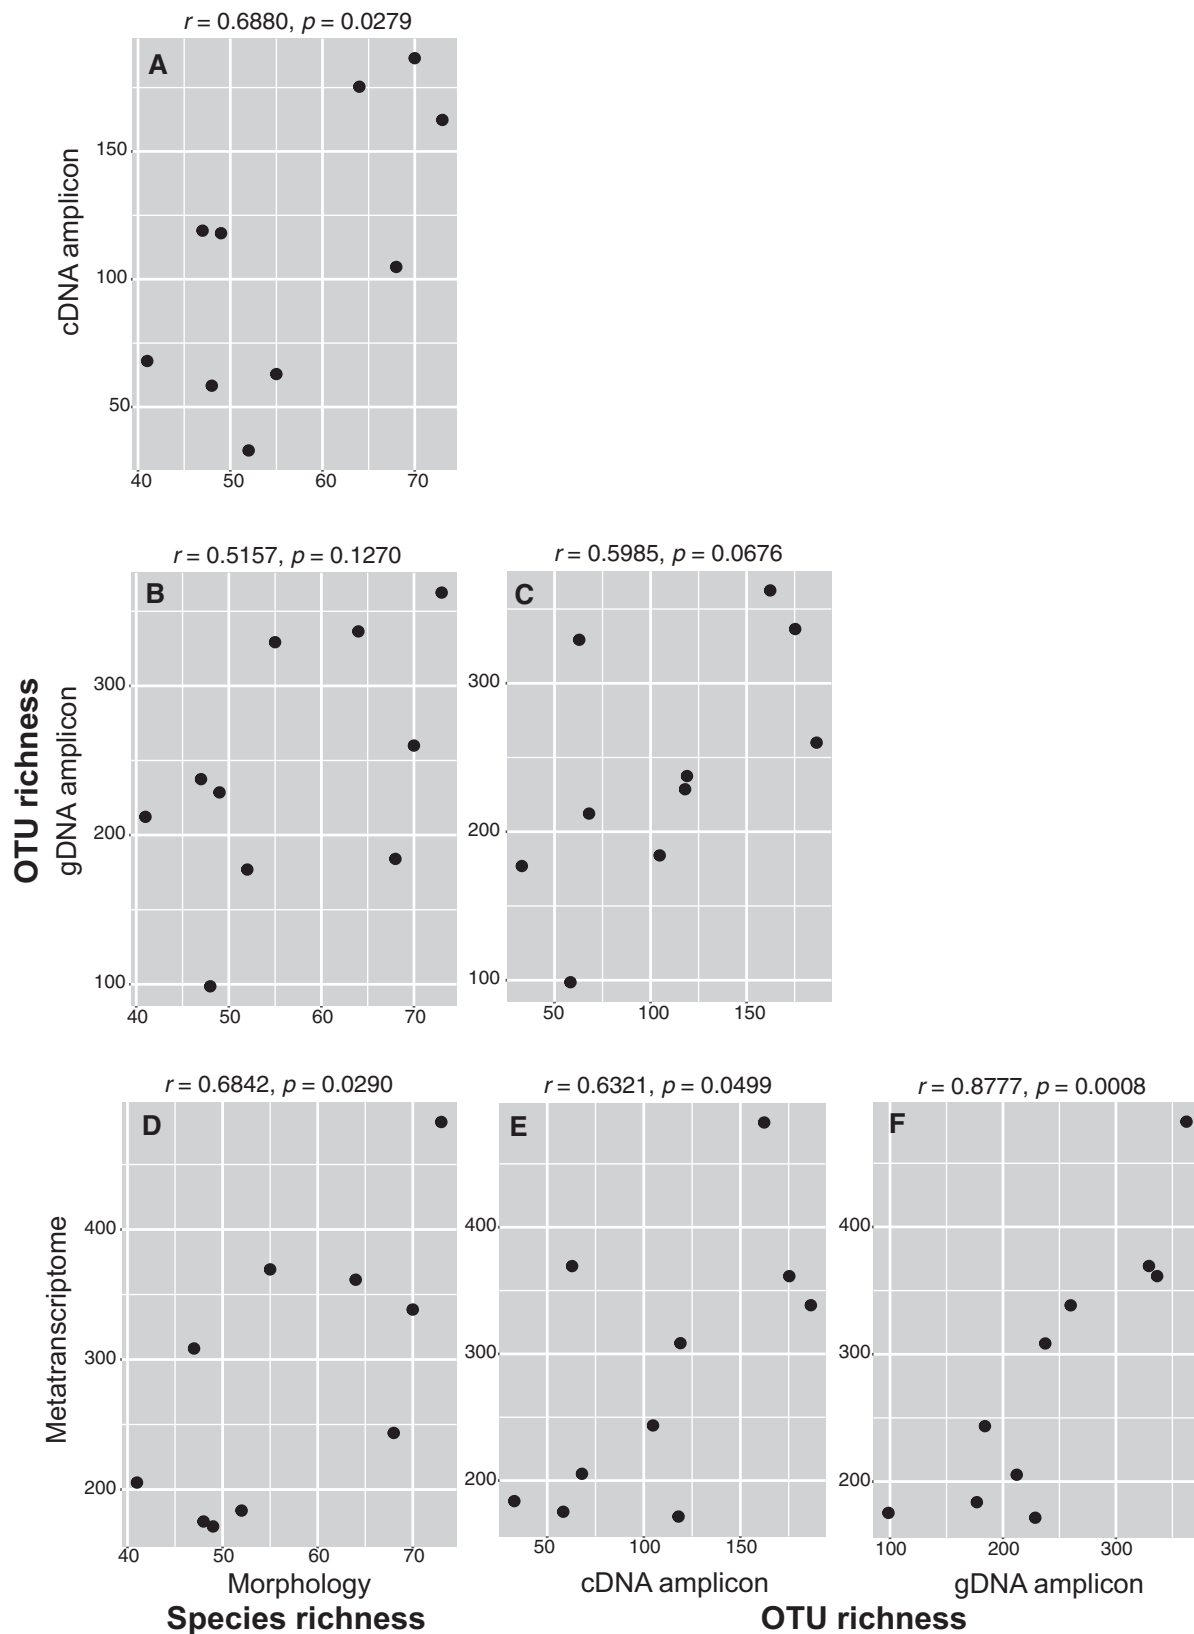 r = 0.6880, p = 0.0279
A
cDNA amplicon
150
100
50
40 50 60 70
r = 0.5157, p = 0.1270
r = 0.5985, p = 0.0676
B
C
OTU richness
gDNA amplicon
300
200
100
40 50 60 70
300
200
100
50 100 150
r = 0.6842, p = 0.0290
r = 0.6321, p = 0.0499
r = 0.8777, p = 0.0008
D
E
F
Metatranscriptome
400
300
200
40 50 60 70
400
300
200
50 100 150
400
300
200
100 200 300
Morphology
cDNA amplicon
gDNA amplicon
Species richness
OTU richness